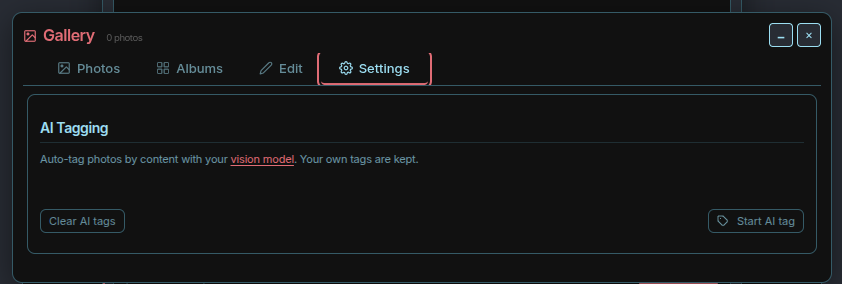 Gallery 0 photos
Photos Albums Edit Settings
AI Tagging
Auto-tag photos by content with your vision model. Your own tags are kept.
Clear AI tags Start AI tag